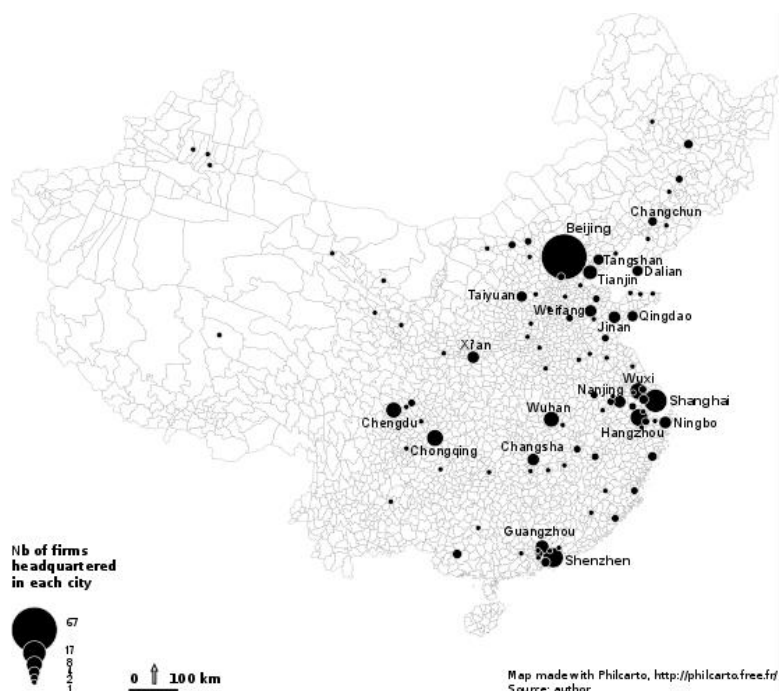 Beijing
Changchun
Tangshan
Dalian
Tianjin
Taiyuan
Weifang
Qingdao
Jinan
Xi'an
Wuxi
Nanjing
Shanghai
Chengdu
Wuhan
Hangzhou
Ningbo
Chongqing
Changsha
Guangzhou
Shenzhen
Nb of firms
headquartered
in each city
67
17
8
4
2
1
0 100 km
Map made with Philcarto, http://philcarto.free.fr/
Source: author